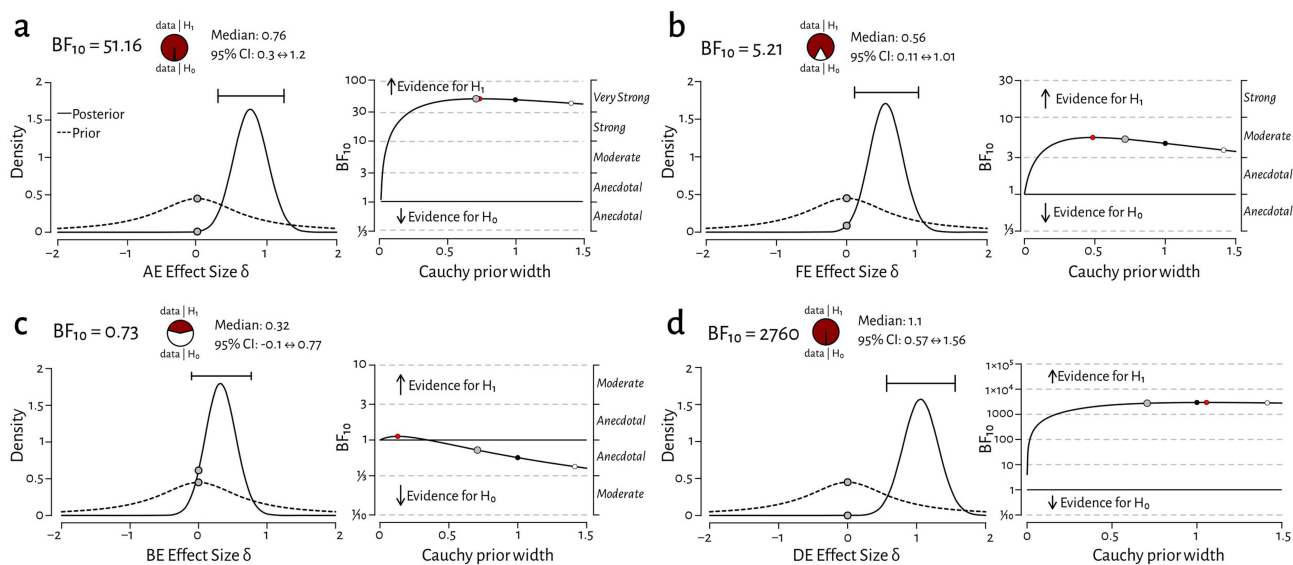 a
BF₁₀ = 51.16
data | H₁
data | H₀
Median: 0.76
95% CI: 0.3 ↔ 1.2
2
1.5
1
0.5
0
Density
Posterior
Prior
−2
−1
0
1
2
AE Effect Size δ
100
30
10
3
1
⅓
BF₁₀
↑ Evidence for H₁
↓ Evidence for H₀
Very Strong
Strong
Moderate
Anecdotal
Anecdotal
0
0.5
1
1.5
Cauchy prior width
b
BF₁₀ = 5.21
data | H₁
data | H₀
Median: 0.56
95% CI: 0.11 ↔ 1.01
2
1.5
1
0.5
0
Density
−2
−1
0
1
2
FE Effect Size δ
30
10
3
1
⅓
BF₁₀
↑ Evidence for H₁
↓ Evidence for H₀
Strong
Moderate
Anecdotal
Anecdotal
0
0.5
1
1.5
Cauchy prior width
c
BF₁₀ = 0.73
data | H₁
data | H₀
Median: 0.32
95% CI: -0.1 ↔ 0.77
2
1.5
1
0.5
0
Density
−2
−1
0
1
2
BE Effect Size δ
10
3
1
⅓
⅒
BF₁₀
↑ Evidence for H₁
↓ Evidence for H₀
Moderate
Anecdotal
Anecdotal
Moderate
0
0.5
1
1.5
Cauchy prior width
d
BF₁₀ = 2760
data | H₁
data | H₀
Median: 1.1
95% CI: 0.57 ↔ 1.56
2
1.5
1
0.5
0
Density
−2
−1
0
1
2
DE Effect Size δ
1×10⁵
1×10⁴
1000
100
10
1
⅒
BF₁₀
↑ Evidence for H₁
↓ Evidence for H₀
0
0.5
1
1.5
Cauchy prior width